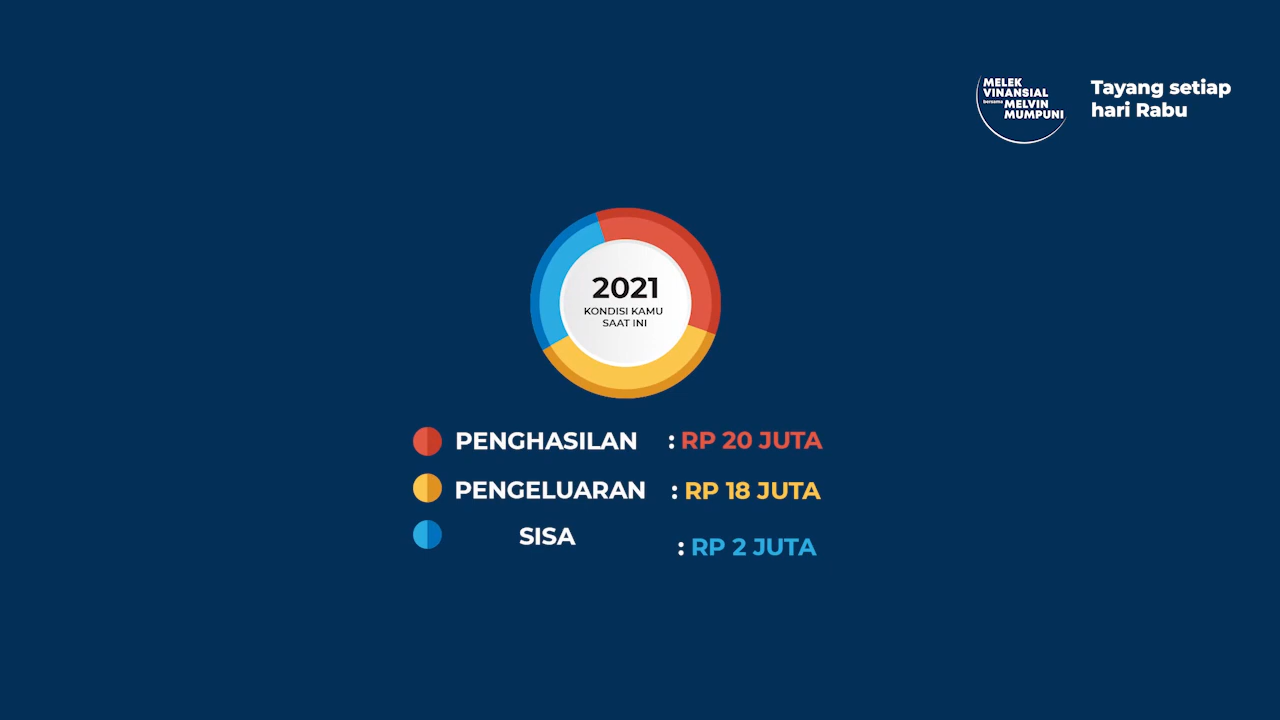 MELEK
VINANSIAL
bersama MELVIN
MUMPUNI
Tayang setiap
hari Rabu
2021
KONDISI KAMU
SAAT INI
PENGHASILAN : RP 20 JUTA
PENGELUARAN : RP 18 JUTA
SISA : RP 2 JUTA